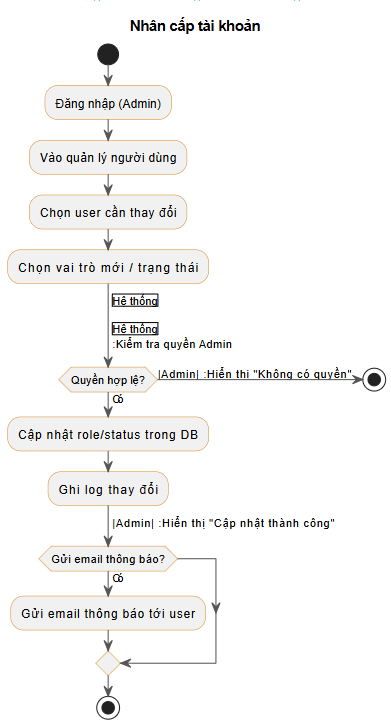 Nhân cấp tài khoản
Đăng nhập (Admin)
Vào quản lý người dùng
Chọn user cần thay đổi
Chọn vai trò mới / trạng thái
Hệ thống
Hệ thống
:Kiểm tra quyền Admin
Quyền hợp lệ?
|Admin| :Hiển thị "Không có quyền"
Có
Cập nhật role/status trong DB
Ghi log thay đổi
|Admin| :Hiển thị "Cập nhật thành công"
Gửi email thông báo?
Có
Gửi email thông báo tới user